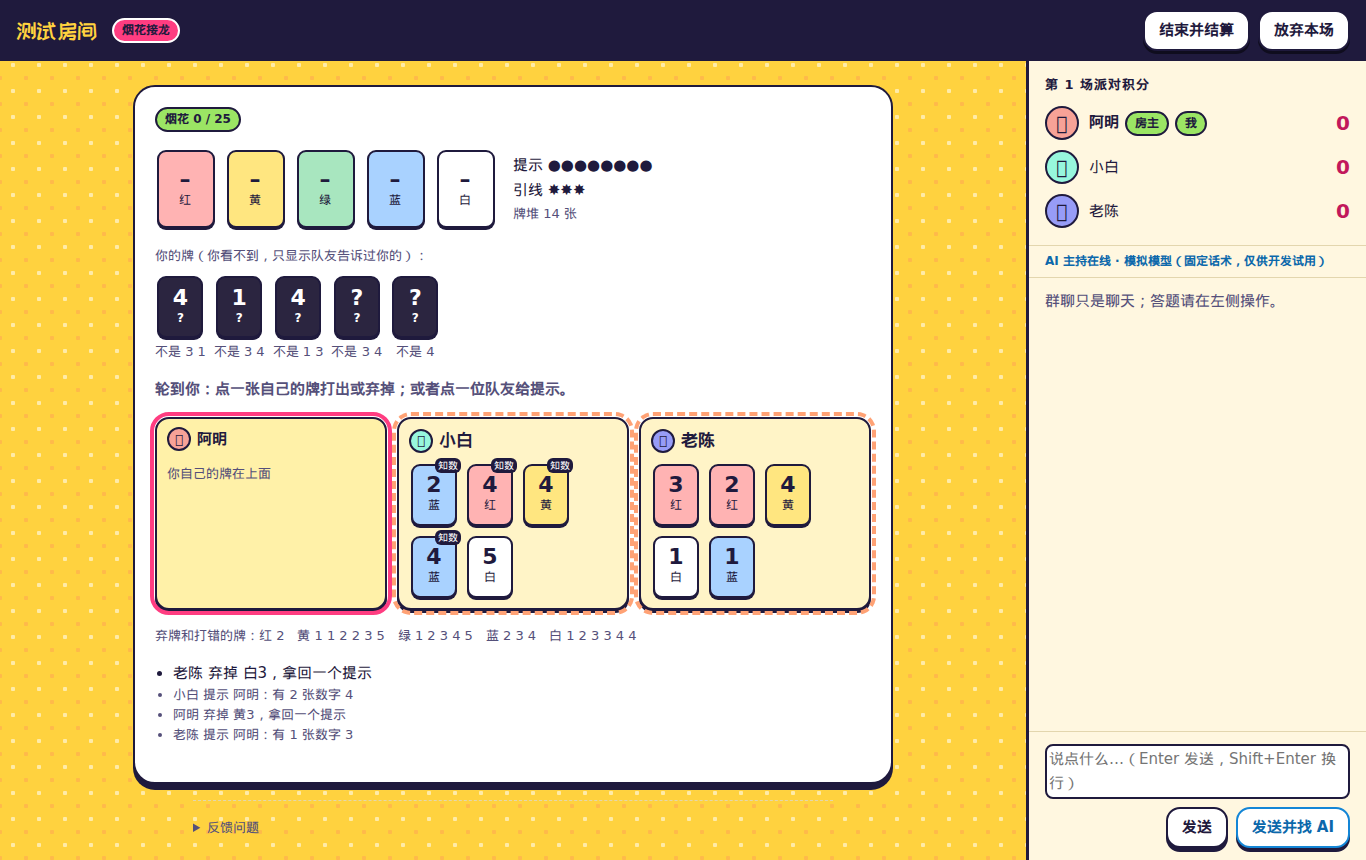 测试房间 烟花接龙 结束并结算 放弃本场
烟花 0 / 25
– – – – –
红 黄 绿 蓝 白
提示 ●●●●●●●●
引线 ✸✸✸
牌堆 14 张
你的牌（你看不到，只显示队友告诉过你的）：
4 1 4 ? ?
? ? ? ? ?
不是 3 1 不是 3 4 不是 1 3 不是 3 4 不是 4
轮到你：点一张自己的牌打出或弃掉；或者点一位队友给提示。
阿明
你自己的牌在上面
小白
知数 知数 知数
2 4 4
蓝 红 黄
知数
4 5
蓝 白
老陈
3 2 4
红 红 黄
1 1
白 蓝
弃牌和打错的牌：红 2 黄 1 1 2 2 3 5 绿 1 2 3 4 5 蓝 2 3 4 白 1 2 3 3 4 4
• 老陈 弃掉 白3，拿回一个提示
• 小白 提示 阿明：有 2 张数字 4
• 阿明 弃掉 黄3，拿回一个提示
• 老陈 提示 阿明：有 1 张数字 3
▶ 反馈问题
第 1 场派对积分
阿明 房主 我 0
小白 0
老陈 0
AI 主持在线 · 模拟模型（固定话术，仅供开发试用）
群聊只是聊天；答题请在左侧操作。
说点什么…（Enter 发送，Shift+Enter 换
行）
发送 发送并找 AI